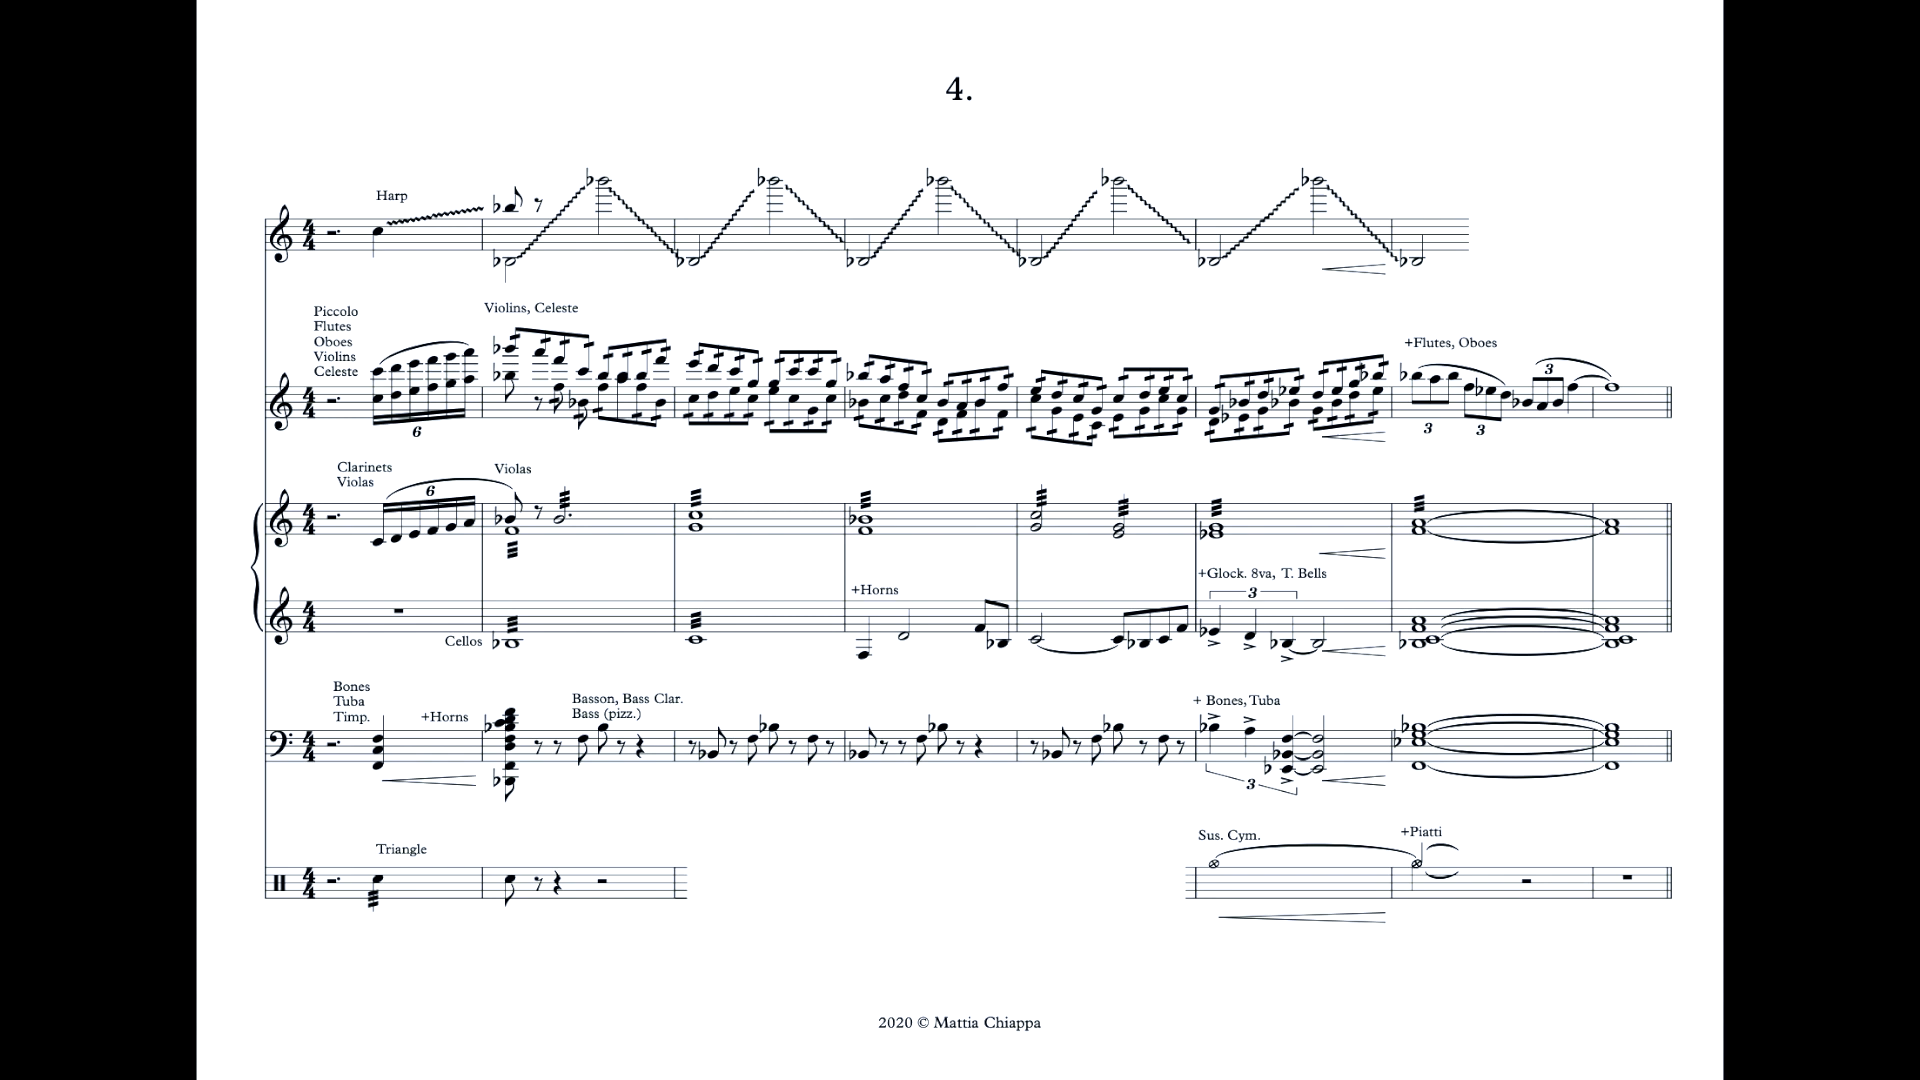 4.
Harp
Piccolo
Flutes
Oboes
Violins
Celeste
Violins, Celeste
+Flutes, Oboes
6
3
3
3
Clarinets
Violas
6
Violas
Cellos
+Horns
+Glock. 8va, T. Bells
3
Bones
Tuba
Timp.
+Horns
Basson, Bass Clar.
Bass (pizz.)
+ Bones, Tuba
3
Triangle
Sus. Cym.
+Piatti
2020 © Mattia Chiappa